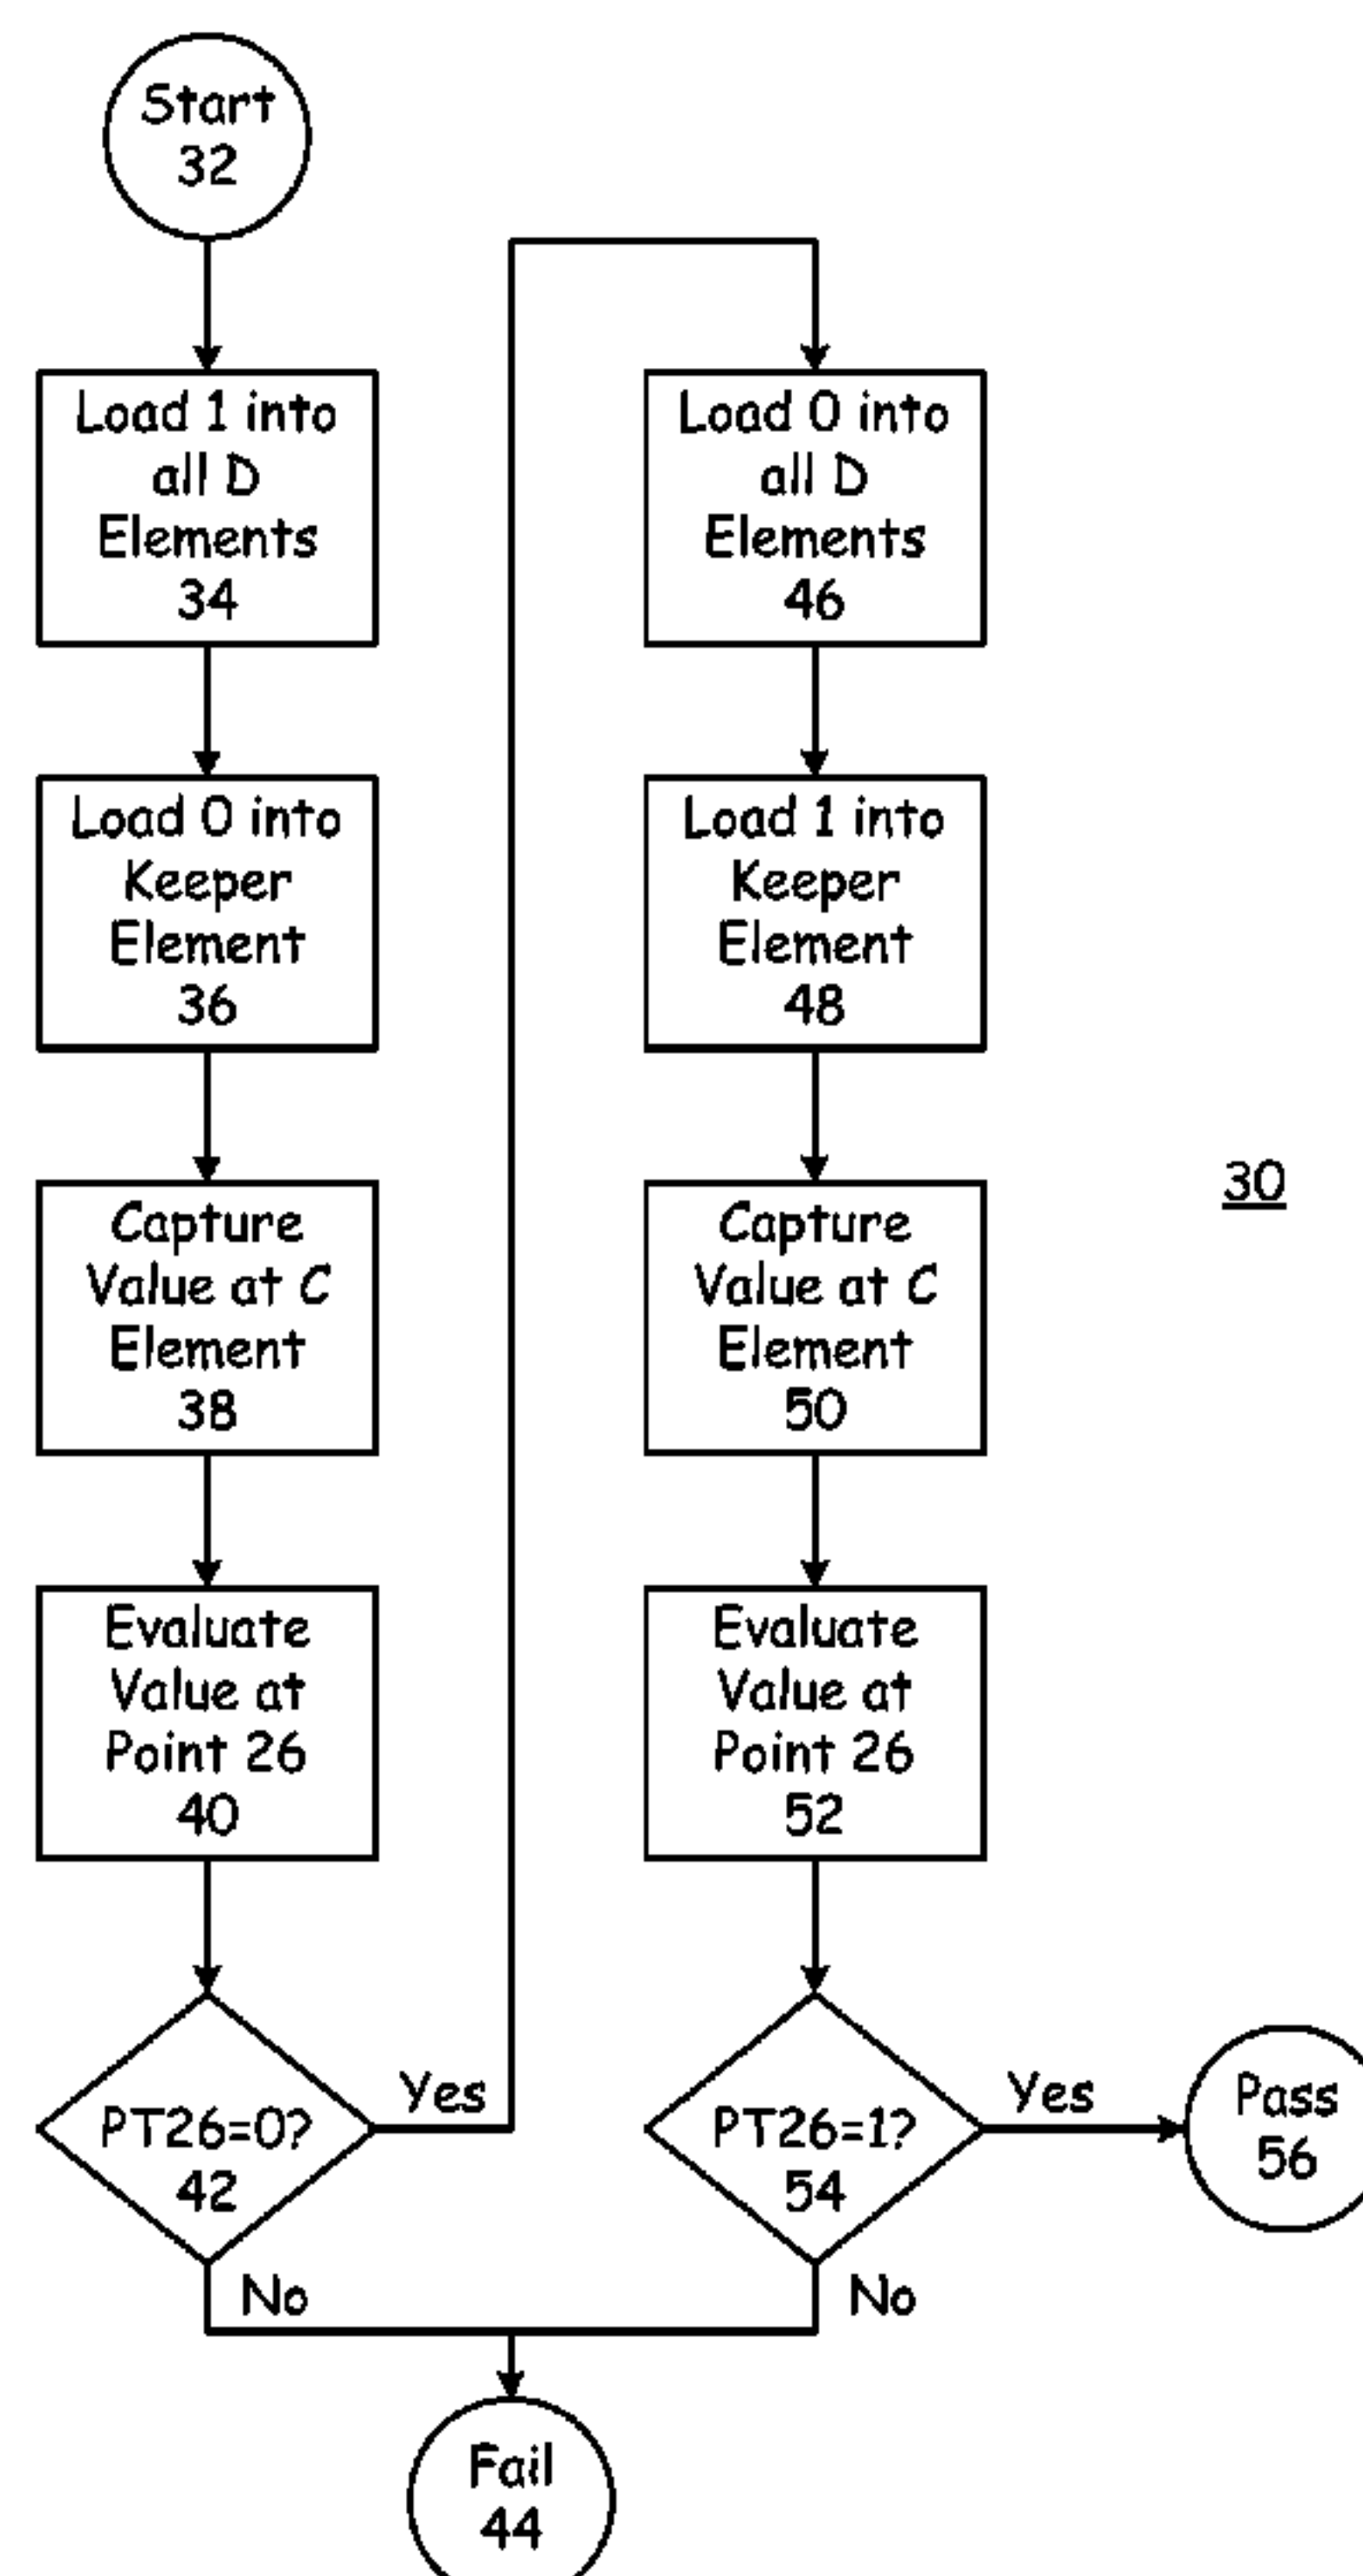 Start
32
Load 1 into
all D
Elements
34
Load 0 into
Keeper
Element
36
Capture
Value at C
Element
38
Evaluate
Value at
Point 26
40
PT26=0?
42
Yes
No
Load 0 into
all D
Elements
46
Load 1 into
Keeper
Element
48
Capture
Value at C
Element
50
Evaluate
Value at
Point 26
52
PT26=1?
54
Yes
No
Pass
56
Fail
44
30